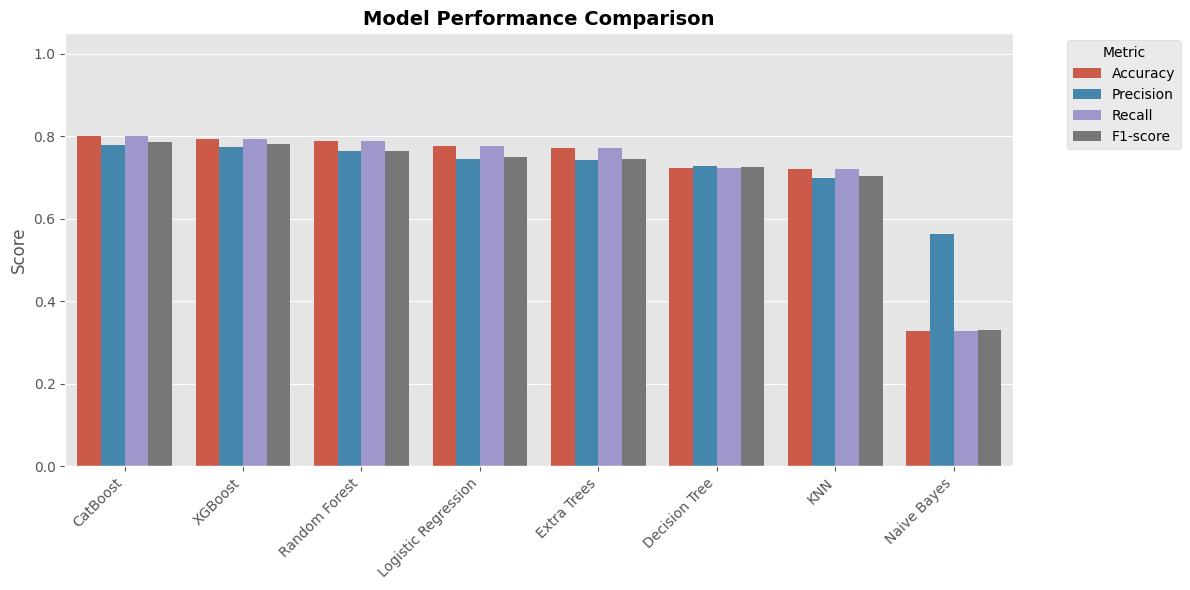 Model Performance Comparison
Score
1.0
0.8
0.6
0.4
0.2
0.0
CatBoost
XGBoost
Random Forest
Logistic Regression
Extra Trees
Decision Tree
KNN
Naive Bayes
Metric
Accuracy
Precision
Recall
F1-score